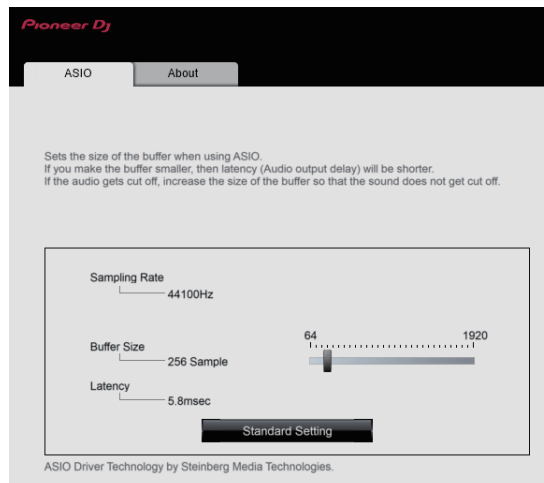 Pioneer Dj
ASIO
About
Sets the size of the buffer when using ASIO.
If you make the buffer smaller, then latency (Audio output delay) will be shorter.
If the audio gets cut off, increase the size of the buffer so that the sound does not get cut off.
Sampling Rate
44100Hz
64 1920
Buffer Size
256 Sample
Latency
5.8msec
Standard Setting
ASIO Driver Technology by Steinberg Media Technologies.